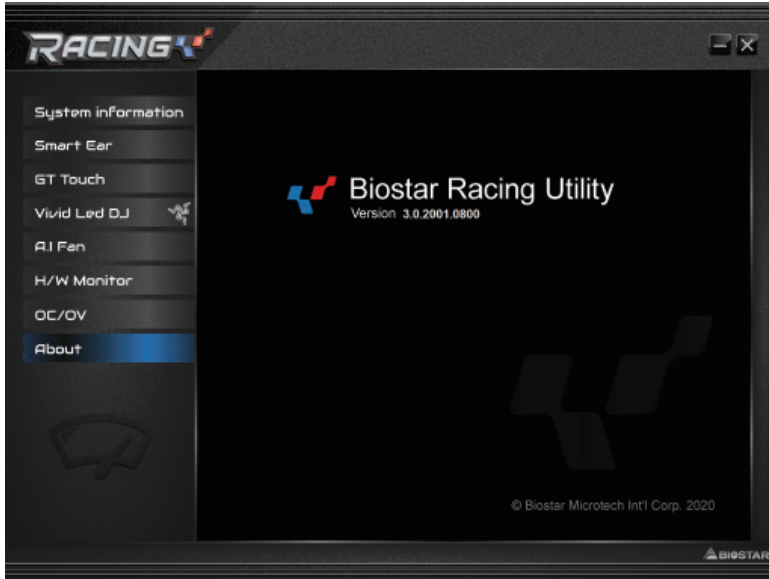 RACING
System information
Smart Ear
GT Touch
Vivid Led DJ
A.I Fan
H/W Monitor
OC/OV
About
Biostar Racing Utility
Version 3.0.2001.0800
© Biostar Microtech Int'l Corp. 2020
BIOSTAR